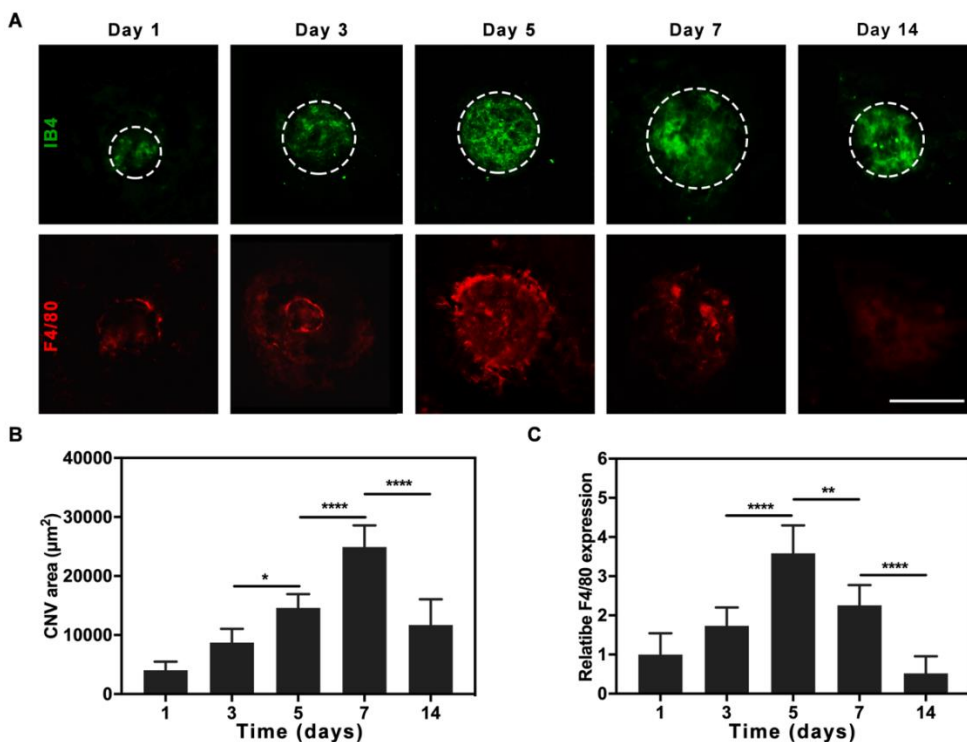 A
Day 1 Day 3 Day 5 Day 7 Day 14
IB4
F4/80
B
CNV area (µm²)
40000
30000
20000
10000
0
*
****
****
1 3 5 7 14
Time (days)
C
Relatibe F4/80 expression
6
5
4
3
2
1
0
****
**
****
1 3 5 7 14
Time (days)